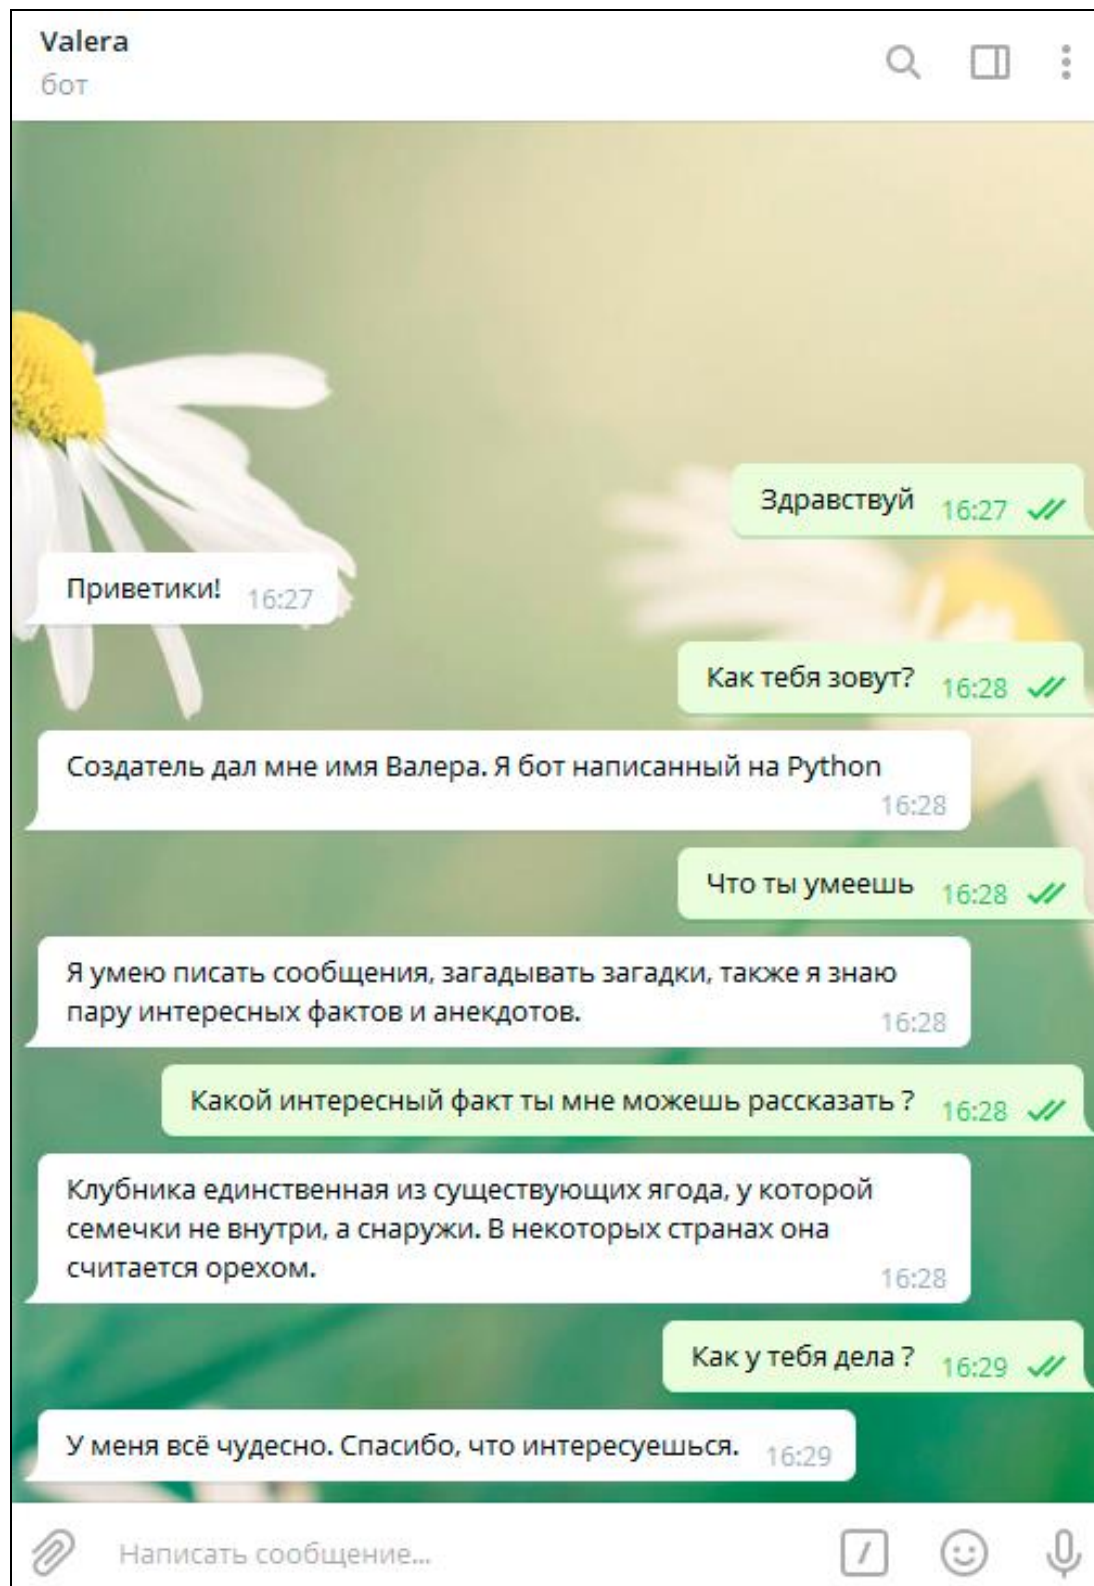 Valera
бот
Здравствуй 16:27
Приветики! 16:27
Как тебя зовут? 16:28
Создатель дал мне имя Валера. Я бот написанный на Python
16:28
Что ты умеешь 16:28
Я умею писать сообщения, загадывать загадки, также я знаю
пару интересных фактов и анекдотов. 16:28
Какой интересный факт ты мне можешь рассказать ? 16:28
Клубника единственная из существующих ягода, у которой
семечки не внутри, а снаружи. В некоторых странах она
считается орехом. 16:28
Как у тебя дела ? 16:29
У меня всё чудесно. Спасибо, что интересуешься. 16:29
Написать сообщение...